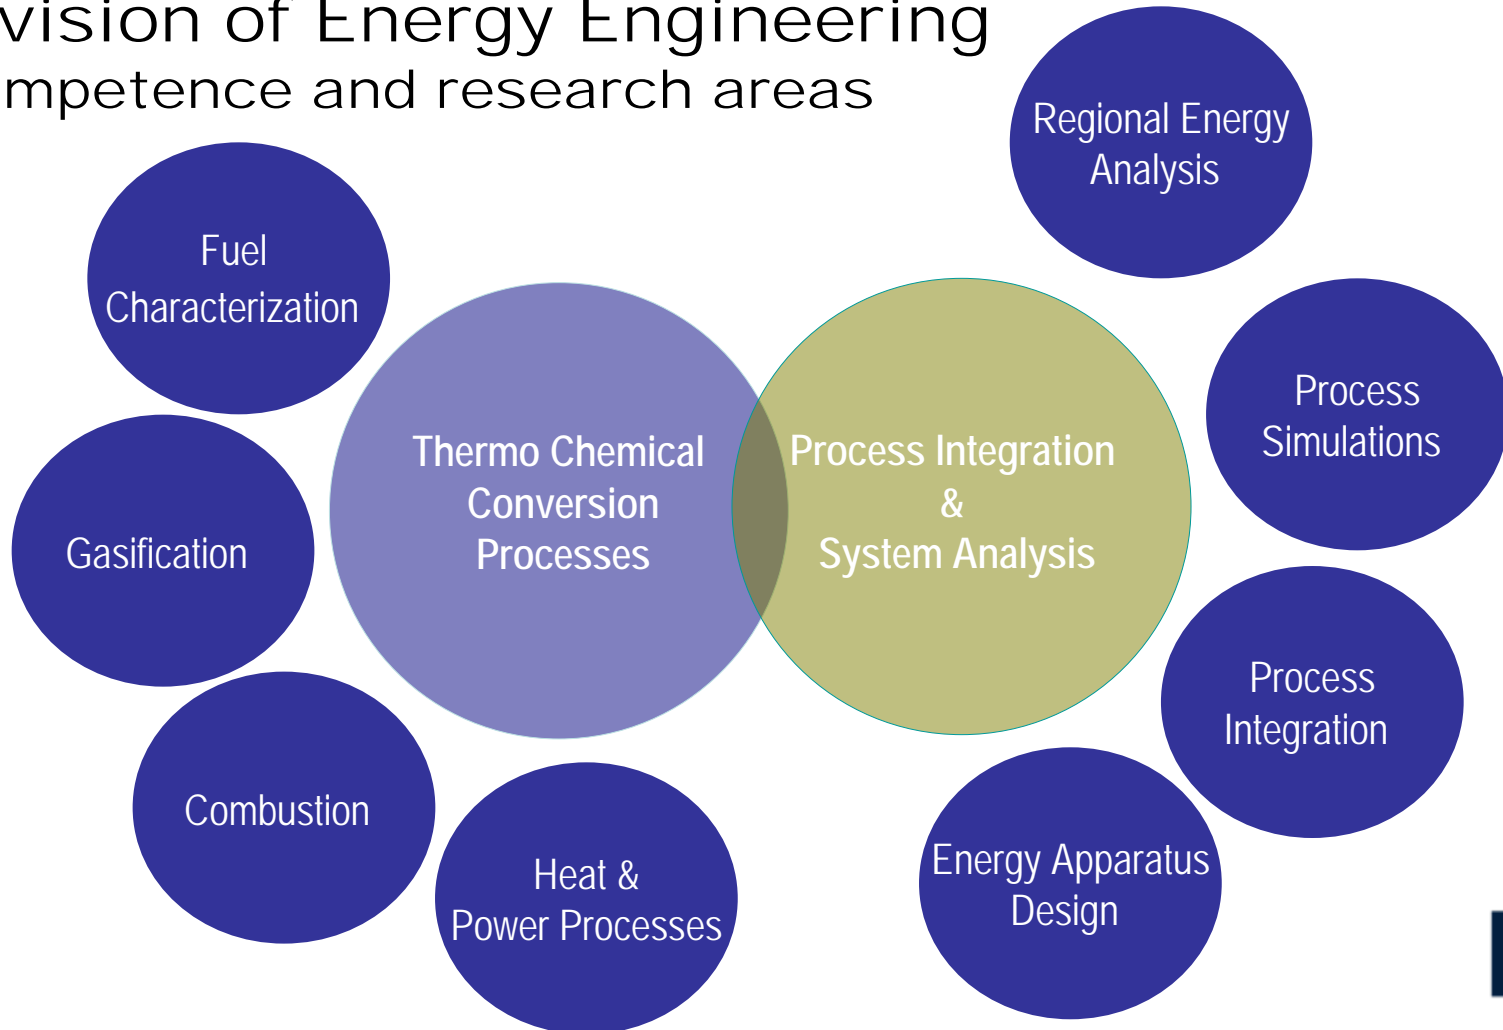 vision of Energy Engineering
mpetence and research areas
Regional Energy
Analysis
Fuel
Characterization
Process
Simulations
Thermo Chemical
Conversion
Processes
Process Integration
&
System Analysis
Gasification
Process
Integration
Combustion
Heat &
Power Processes
Energy Apparatus
Design